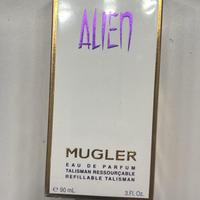 ALIEN
MUGLER
EAU DE PARFUM
TALISMAN RESSOURÇABLE
REFILLABLE TALISMAN
℮ 90 mL 3.Fl. Oz.